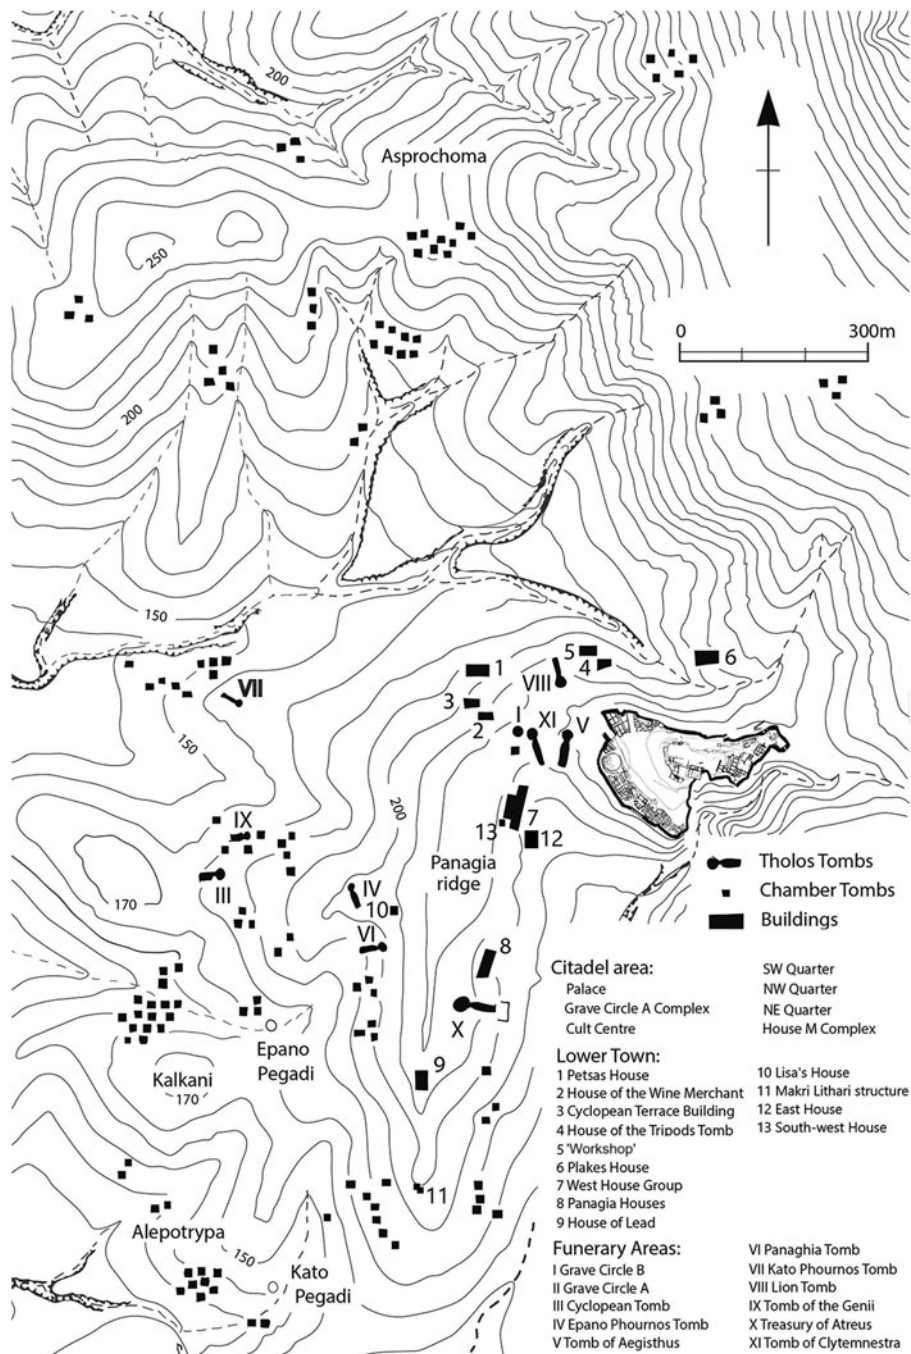 200
Asprochoma
250
0 300m
200
150
5
4
6
1
VIII
VII
3
2
I
XI
V
150
200
IX
7
13
12
Panagia
ridge
Tholos Tombs
170
III
IV
10
Chamber Tombs
VI
8
Buildings
X
Epano
Pegadi
Kalkani
170
9
11
Alepotrypa
150
Kato
Pegadi
Citadel area:
Palace
Grave Circle A Complex
Cult Centre
SW Quarter
NW Quarter
NE Quarter
House M Complex
Lower Town:
1 Petsas House
2 House of the Wine Merchant
3 Cyclopean Terrace Building
4 House of the Tripods Tomb
5 'Workshop'
6 Plakes House
7 West House Group
8 Panagia Houses
9 House of Lead
10 Lisa's House
11 Makri Lithari structure
12 East House
13 South-west House
Funerary Areas:
I Grave Circle B
II Grave Circle A
III Cyclopean Tomb
IV Epano Phournos Tomb
V Tomb of Aegisthus
VI Panaghia Tomb
VII Kato Phournos Tomb
VIII Lion Tomb
IX Tomb of the Genii
X Treasury of Atreus
XI Tomb of Clytemnestra